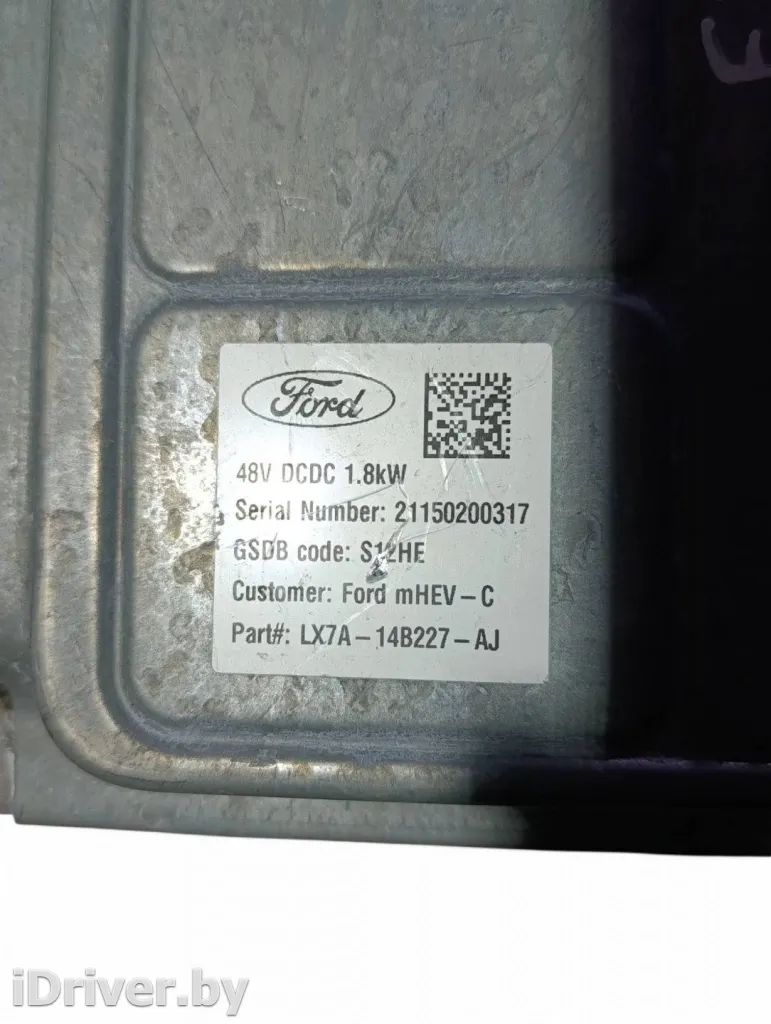 Ford
48V DCDC 1.8kW
Serial Number: 21150200317
GSDB code: S12HE
Customer: Ford mHEV-C
Part#: LX7A-14B227-AJ
iDriver.by